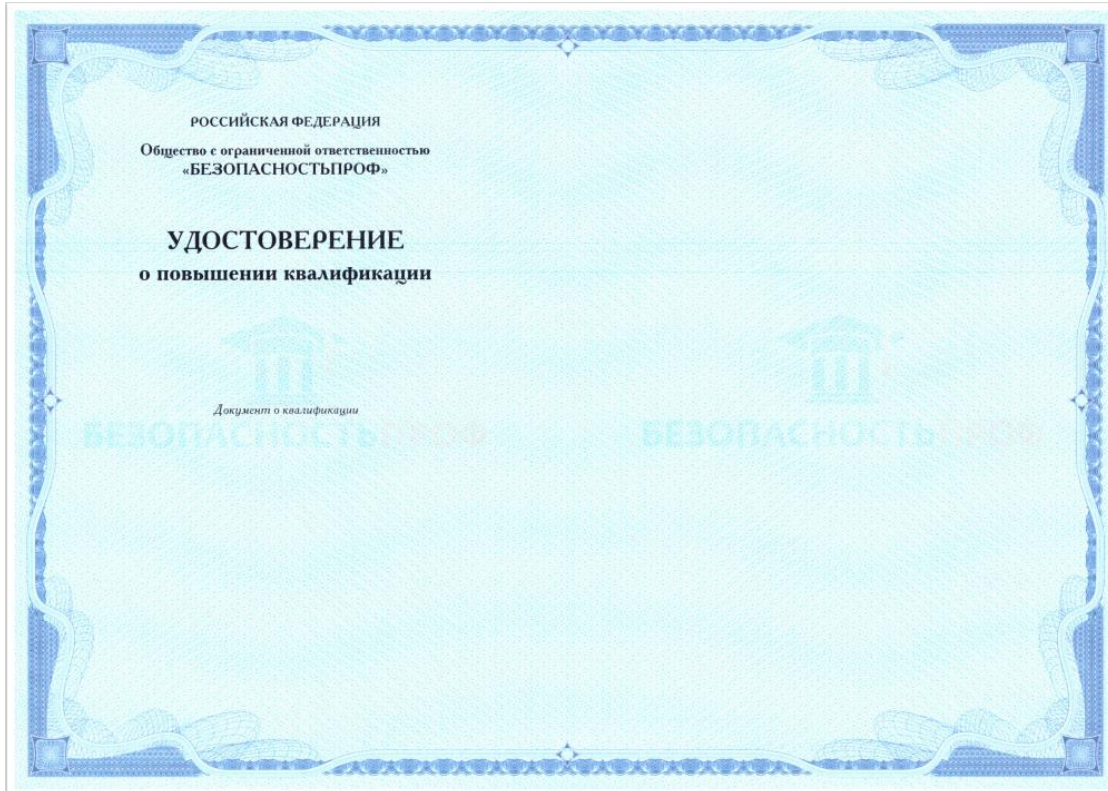 РОССИЙСКАЯ ФЕДЕРАЦИЯ
Общество с ограниченной ответственностью
«БЕЗОПАСНОСТЬПРОФ»
УДОСТОВЕРЕНИЕ
о повышении квалификации
Документ о квалификации
БЕЗОПАСНОСТЬПРОФ
БЕЗОПАСНОСТЬПРОФ